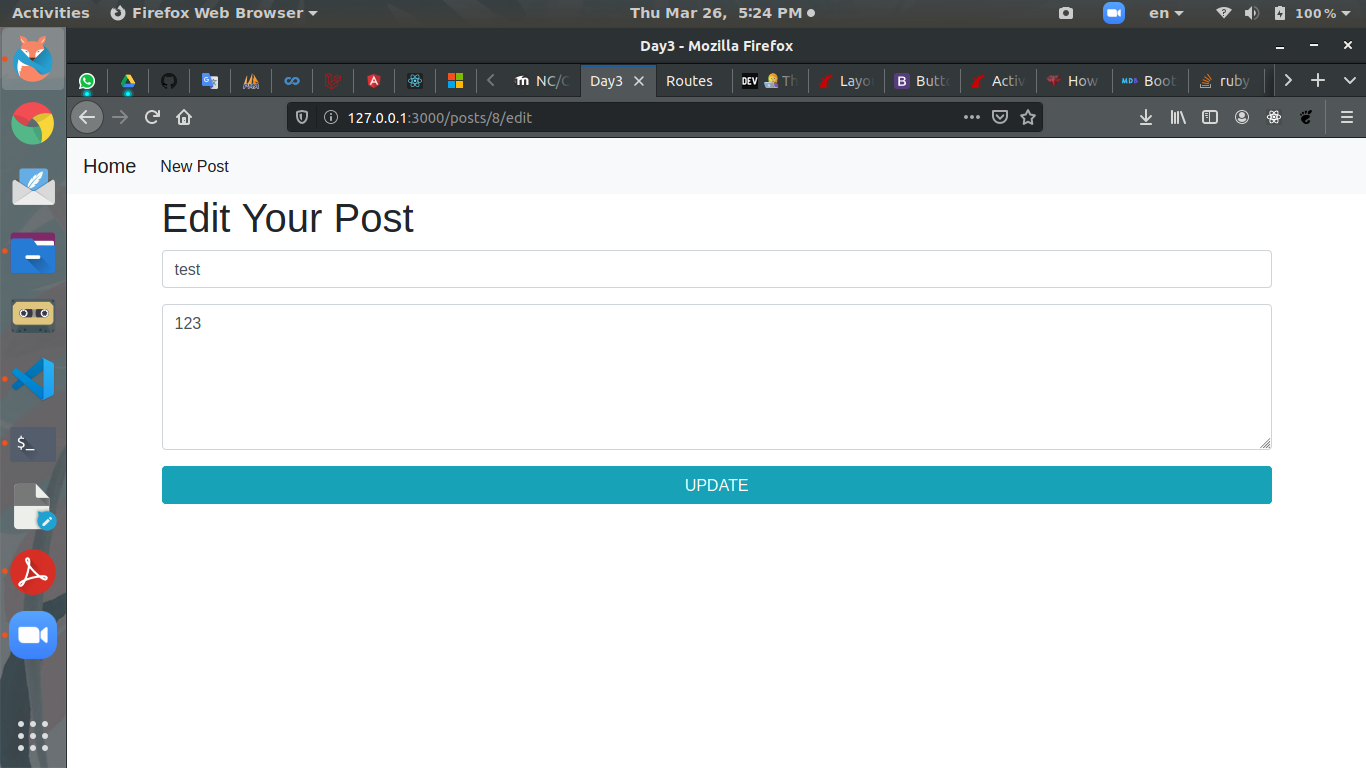 Activities Firefox Web Browser Thu Mar 26, 5:24 PM en 100 %
Day3 - Mozilla Firefox
NC/C Day3 Routes DEV Th Layou B Butt Activ How MDB Boot ruby
127.0.0.1:3000/posts/8/edit
Home New Post
Edit Your Post
test
123
UPDATE
$_